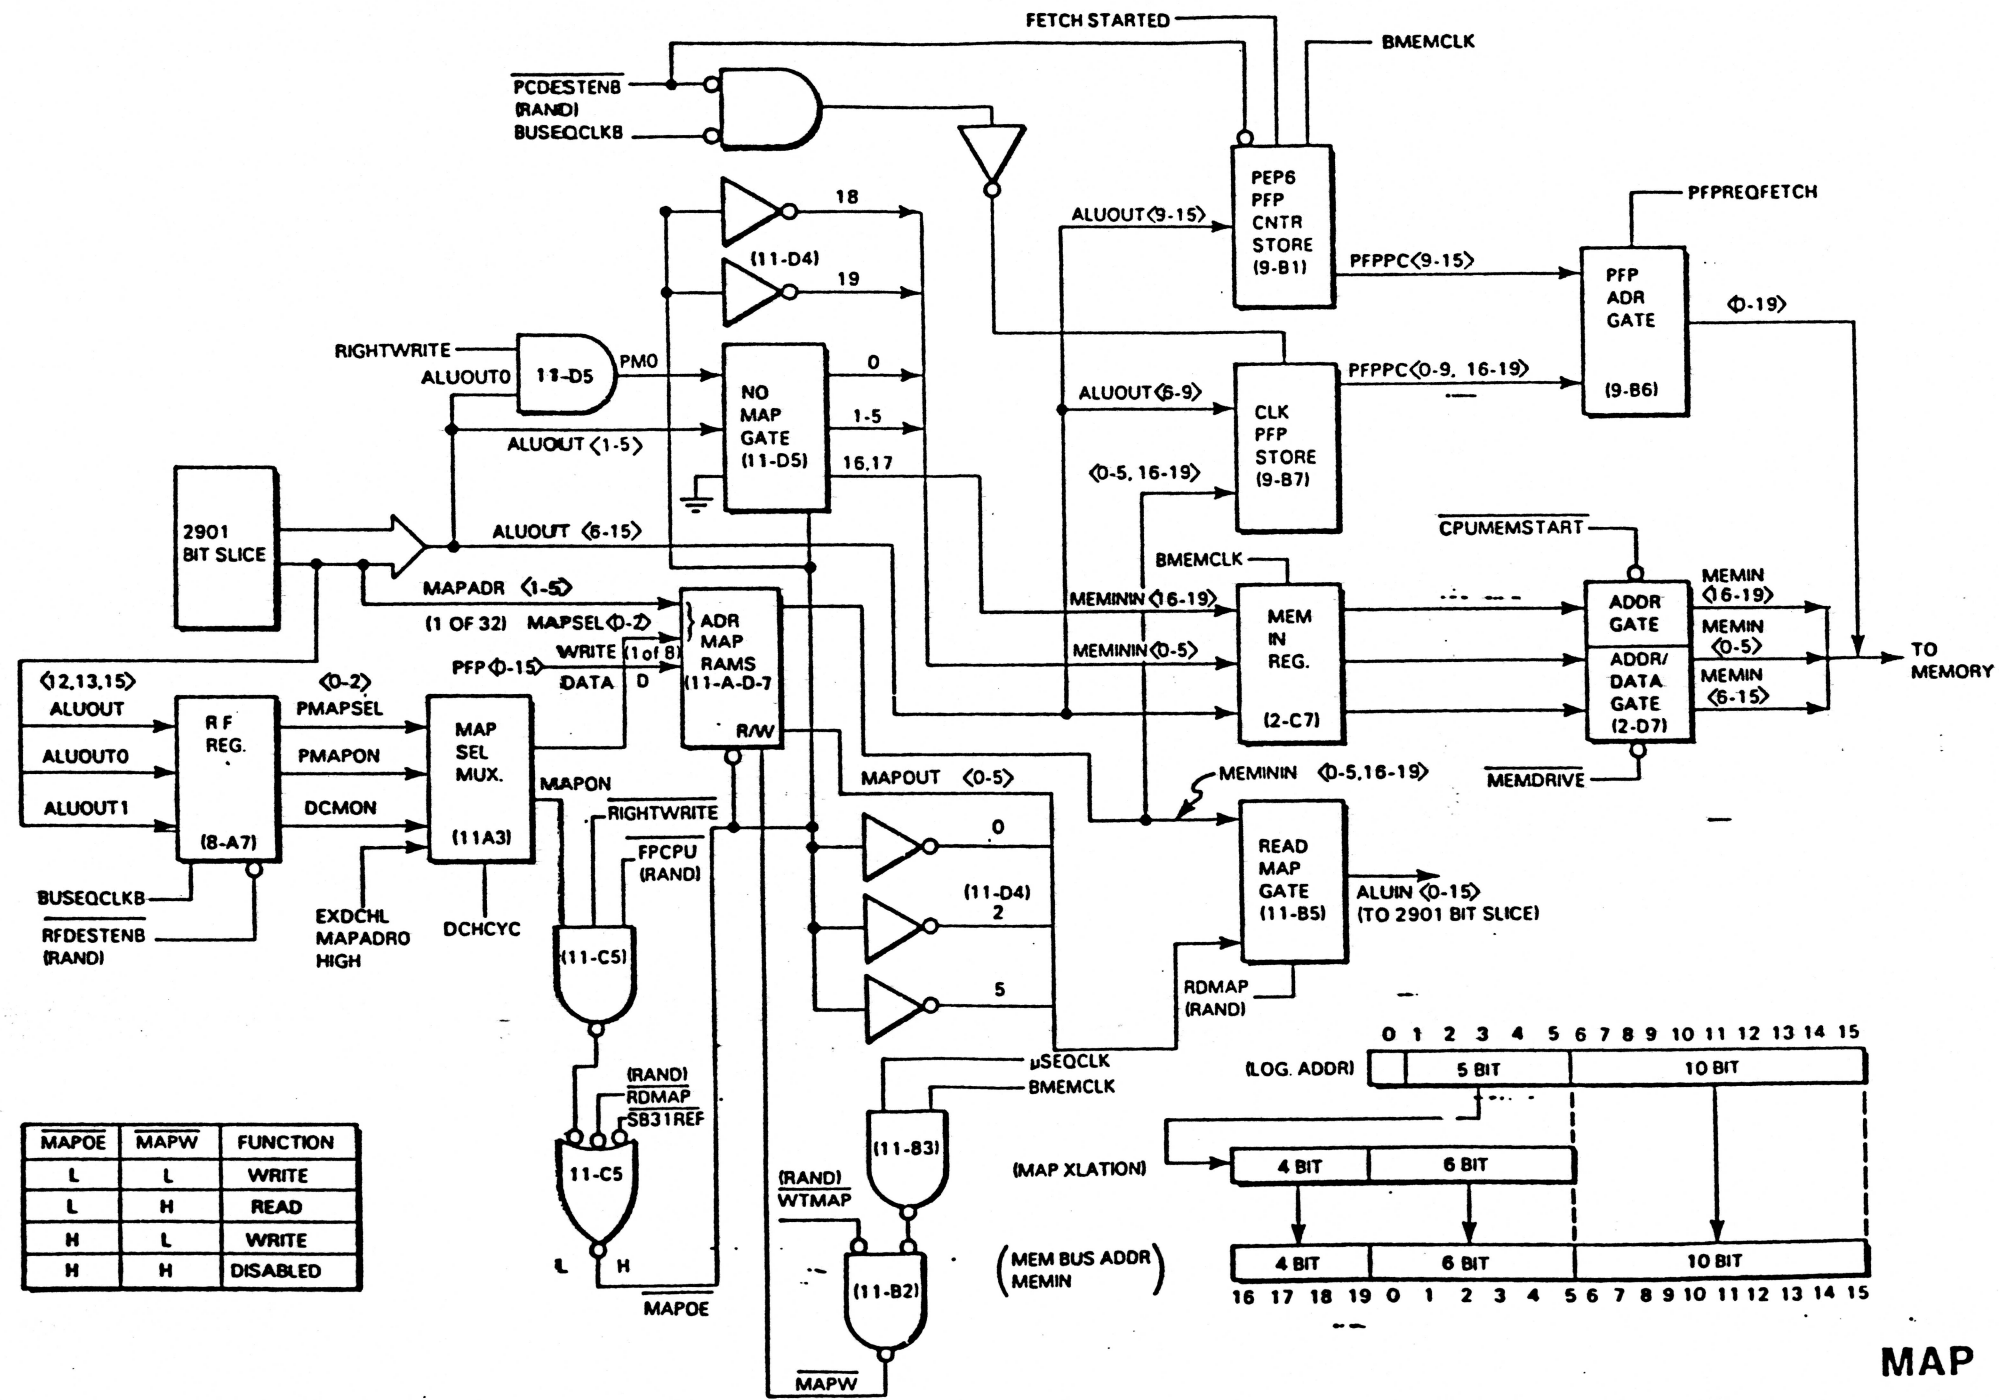 FETCH STARTED
BMEMCLK
PCDESTENB
(RAND)
BUSEQCLKB
18
(11-D4)
19
PEP6
PFP
CNTR
STORE
(9-B1)
ALUOUT<9-15>
PFPREQFETCH
PFPPC<9-15>
PFP
ADR
GATE
(9-B6)
<0-19>
RIGHTWRITE
ALUOUT0
11-D5
PM0
ALUOUT <1-5>
NO
MAP
GATE
(11-D5)
0
1-5
16,17
ALUOUT<6-9>
<0-5, 16-19>
CLK
PFP
STORE
(9-B7)
PFPPC<0-9, 16-19>
2901
BIT SLICE
ALUOUT <6-15>
MAPADR <1-5>
(1 OF 32) MAPSEL<0-2>
WRITE (1 of 8)
PFP<0-15>
DATA D
ADR
MAP
RAMS
(11-A-D-7
R/W
BMEMCLK
MEMININ<16-19>
MEMININ<0-5>
MEM
IN
REG.
(2-C7)
CPUMEMSTART
ADDR
GATE
ADDR/
DATA
GATE
(2-D7)
MEMDRIVE
MEMIN
<16-19>
MEMIN
<0-5>
MEMIN
<6-15>
TO
MEMORY
<12,13,15>
ALUOUT
ALUOUT0
ALUOUT1
RF
REG.
(8-A7)
<0-2>
PMAPSEL
PMAPON
DCMON
MAP
SEL
MUX.
(11A3)
MAPON
BUSEQCLKB
RFDESTENB
(RAND)
EXDCHL
MAPADR0
HIGH
DCHCYC
RIGHTWRITE
FPCPU
(RAND)
(11-C5)
MAPOUT <0-5>
0
(11-D4)
2
5
MEMININ <0-5,16-19>
READ
MAP
GATE
(11-B5)
ALUIN <0-15>
(TO 2901 BIT SLICE)
RDMAP
(RAND)
(RAND)
RDMAP
SB31REF
11-C5
L H
MAPOE
µSEQCLK
BMEMCLK
(11-B3)
(RAND)
WTMAP
(11-B2)
MAPW
MAPOE MAPW FUNCTION
L L WRITE
L H READ
H L WRITE
H H DISABLED
0 1 2 3 4 5 6 7 8 9 10 11 12 13 14 15
(LOG. ADDR) 5 BIT 10 BIT
(MAP XLATION) 4 BIT 6 BIT
(MEM BUS ADDR
MEMIN)
4 BIT 6 BIT 10 BIT
16 17 18 19 0 1 2 3 4 5 6 7 8 9 10 11 12 13 14 15
MAP